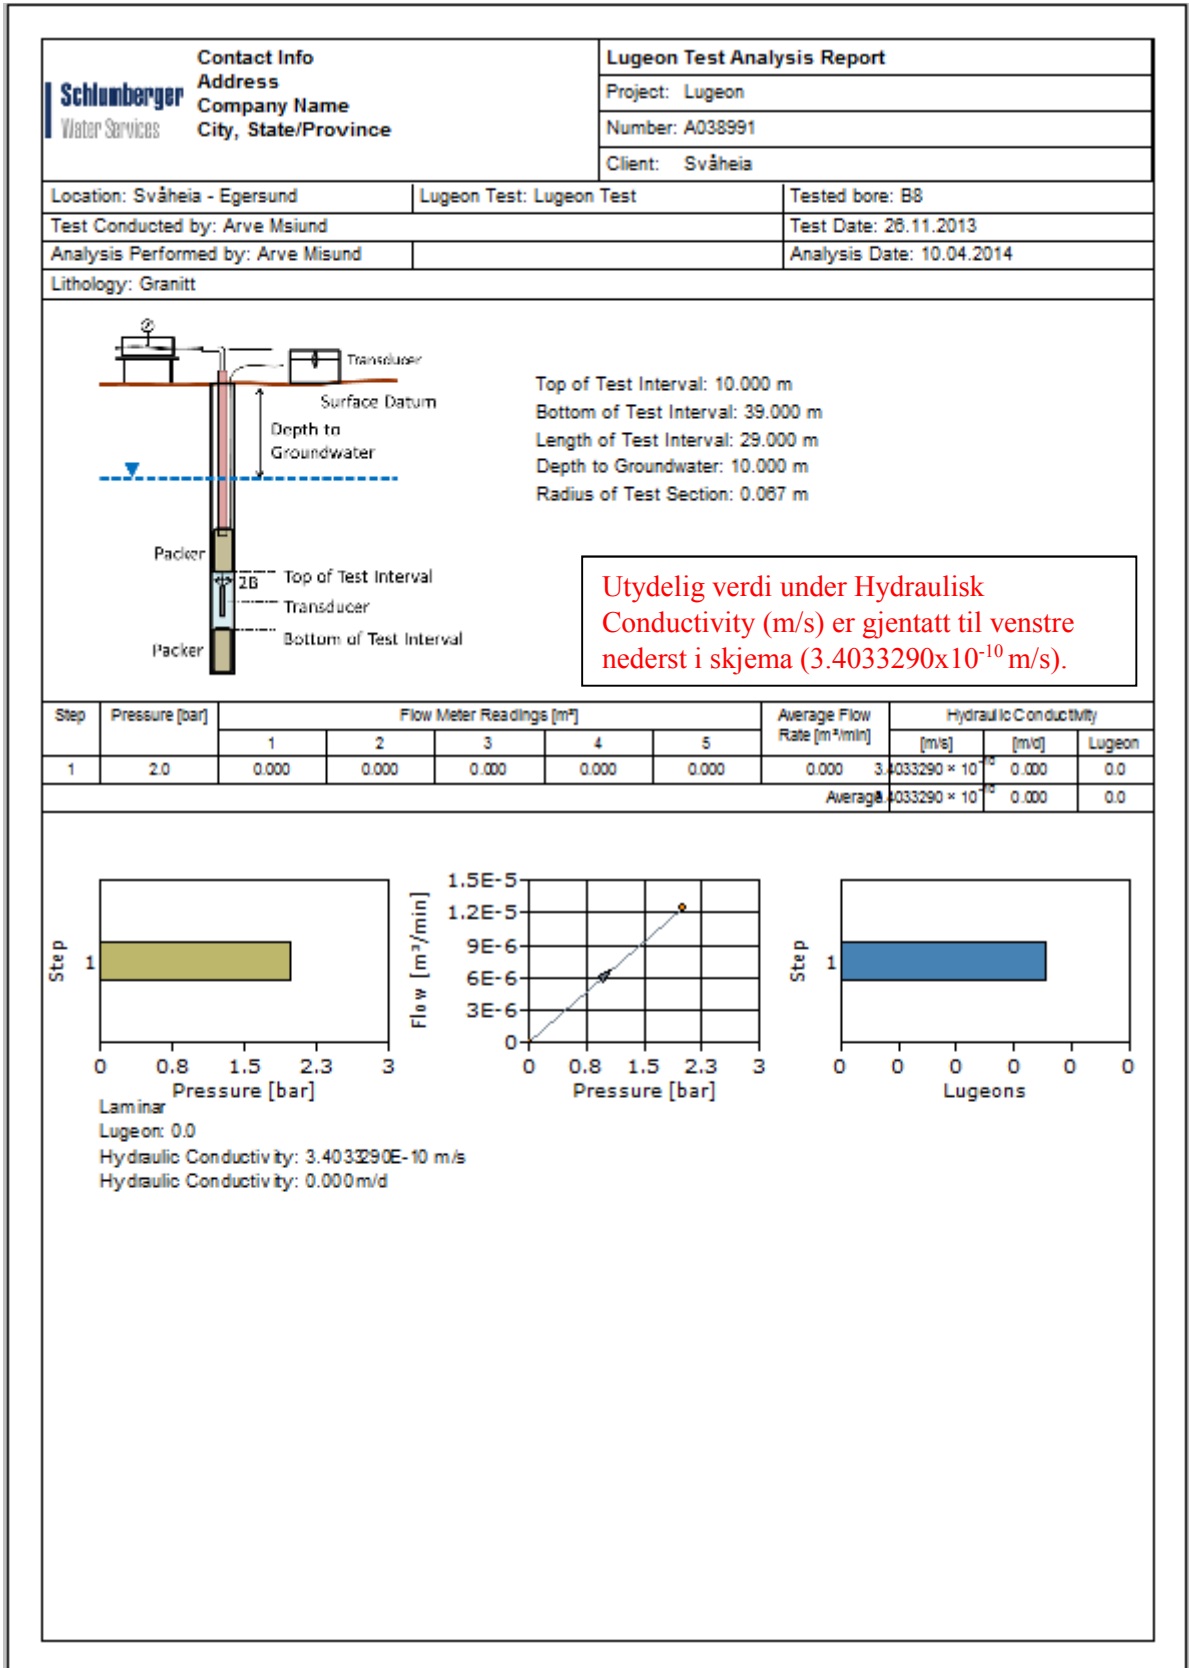 Schlumberger
Water Services
Contact Info
Address
Company Name
City, State/Province
Lugeon Test Analysis Report
Project: Lugeon
Number: A038991
Client: Svåheia
Location: Svåheia - Egersund Lugeon Test: Lugeon Test Tested bore: B8
Test Conducted by: Arve Msiund Test Date: 26.11.2013
Analysis Performed by: Arve Misund Analysis Date: 10.04.2014
Lithology: Granitt
Transducer
Surface Datum
Depth to
Groundwater
Packer
2B
Top of Test Interval
Transducer
Bottom of Test Interval
Packer
Top of Test Interval: 10.000 m
Bottom of Test Interval: 39.000 m
Length of Test Interval: 29.000 m
Depth to Groundwater: 10.000 m
Radius of Test Section: 0.067 m
Utydelig verdi under Hydraulisk
Conductivity (m/s) er gjentatt til venstre
nederst i skjema (3.4033290x10⁻¹⁰ m/s).
Step Pressure [bar] Flow Meter Readings [m³] Average Flow Rate [m³/min] Hydraulic Conductivity
1 2 3 4 5 [m/s] [m/d] Lugeon
1 2.0 0.000 0.000 0.000 0.000 0.000 0.000 3.4033290 × 10⁻¹⁰ 0.000 0.0
Average 3.4033290 × 10⁻¹⁰ 0.000 0.0
Step
1
0 0.8 1.5 2.3 3
Pressure [bar]
Flow [m³/min]
1.5E-5
1.2E-5
9E-6
6E-6
3E-6
0
0 0.8 1.5 2.3 3
Pressure [bar]
Step
1
0 0 0 0 0 0
Lugeons
Laminar
Lugeon: 0.0
Hydraulic Conductivity: 3.4033290E-10 m/s
Hydraulic Conductivity: 0.000 m/d